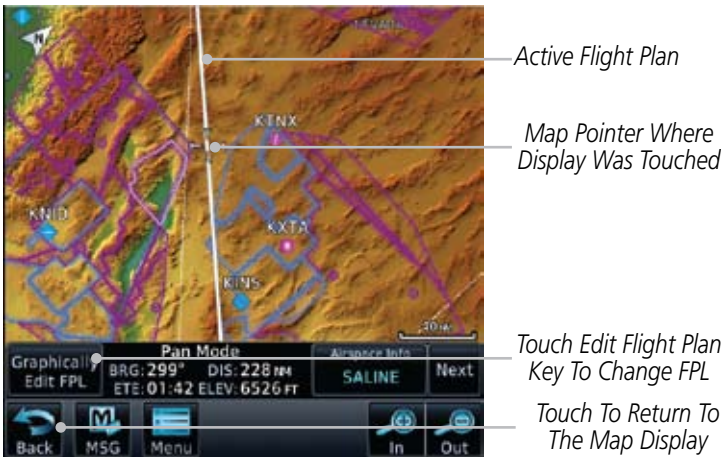 NEVADA
N
Active Flight Plan
KTNX
Map Pointer Where
Display Was Touched
KNID
KXTA
KINS
Pan Mode
Graphically
Edit FPL
BRG:299° DIS:228 NM
ETE:01:42 ELEV:6526 FT
Airspace Info
SALINE
Next
Touch Edit Flight Plan
Key To Change FPL
Back
MSG
Menu
In
Out
Touch To Return To
The Map Display